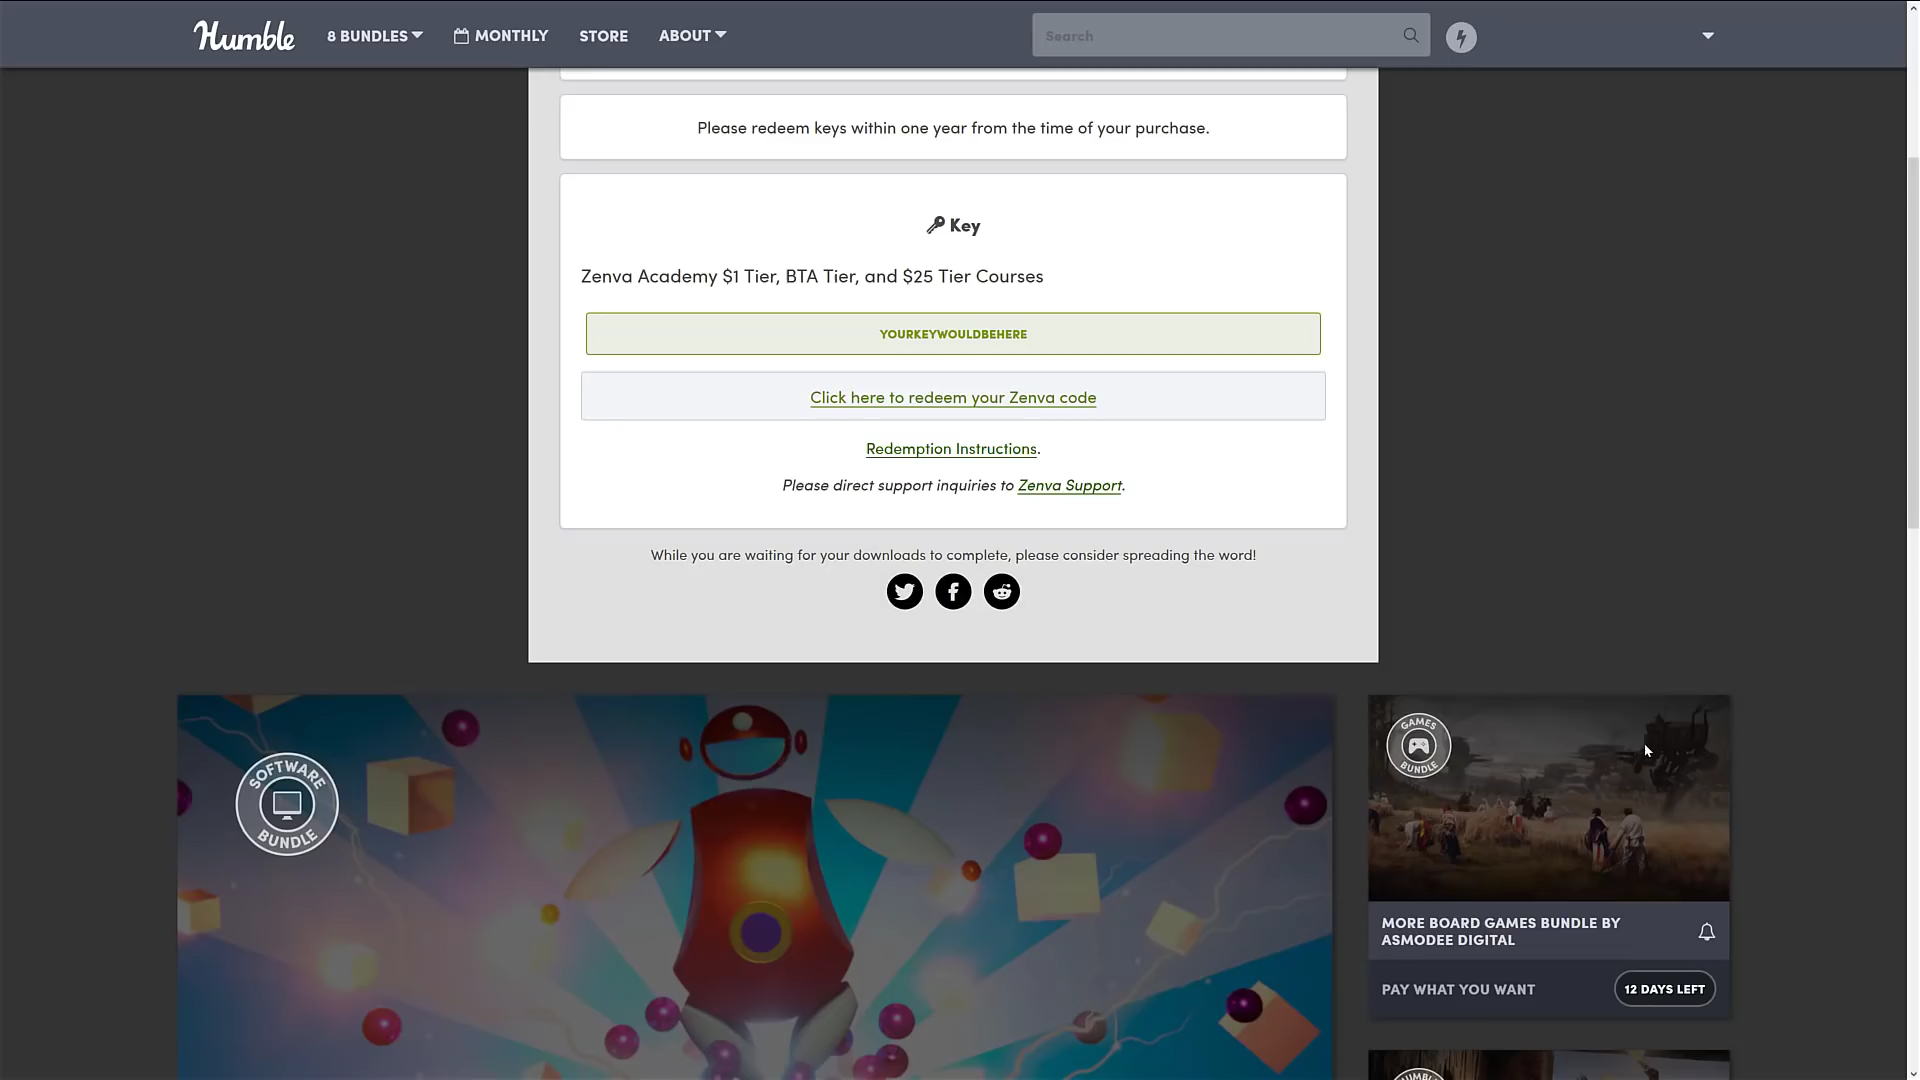 Humble
8 BUNDLES
MONTHLY
STORE
ABOUT
Search
Please redeem keys within one year from the time of your purchase.
Key
Zenva Academy $1 Tier, BTA Tier, and $25 Tier Courses
YOURKEYWOULDBEHERE
Click here to redeem your Zenva code
Redemption Instructions.
Please direct support inquiries to Zenva Support.
While you are waiting for your downloads to complete, please consider spreading the word!
SOFTWARE
BUNDLE
GAMES
BUNDLE
MORE BOARD GAMES BUNDLE BY
ASMODEE DIGITAL
PAY WHAT YOU WANT
12 DAYS LEFT